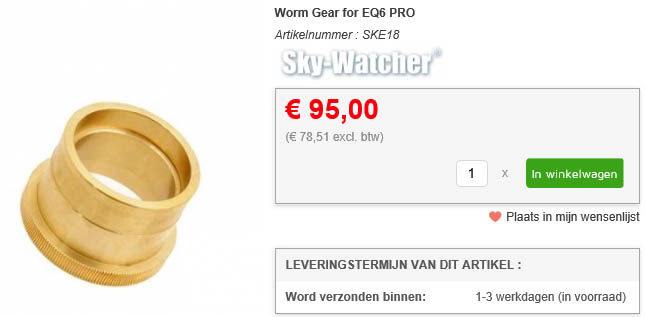 Worm Gear for EQ6 PRO
Artikelnummer : SKE18
Sky-Watcher®
€ 95,00
(€ 78,51 excl. btw)
1 x In winkelwagen
Plaats in mijn wensenlijst
LEVERINGSTERMIJN VAN DIT ARTIKEL :
Word verzonden binnen: 1-3 werkdagen (in voorraad)